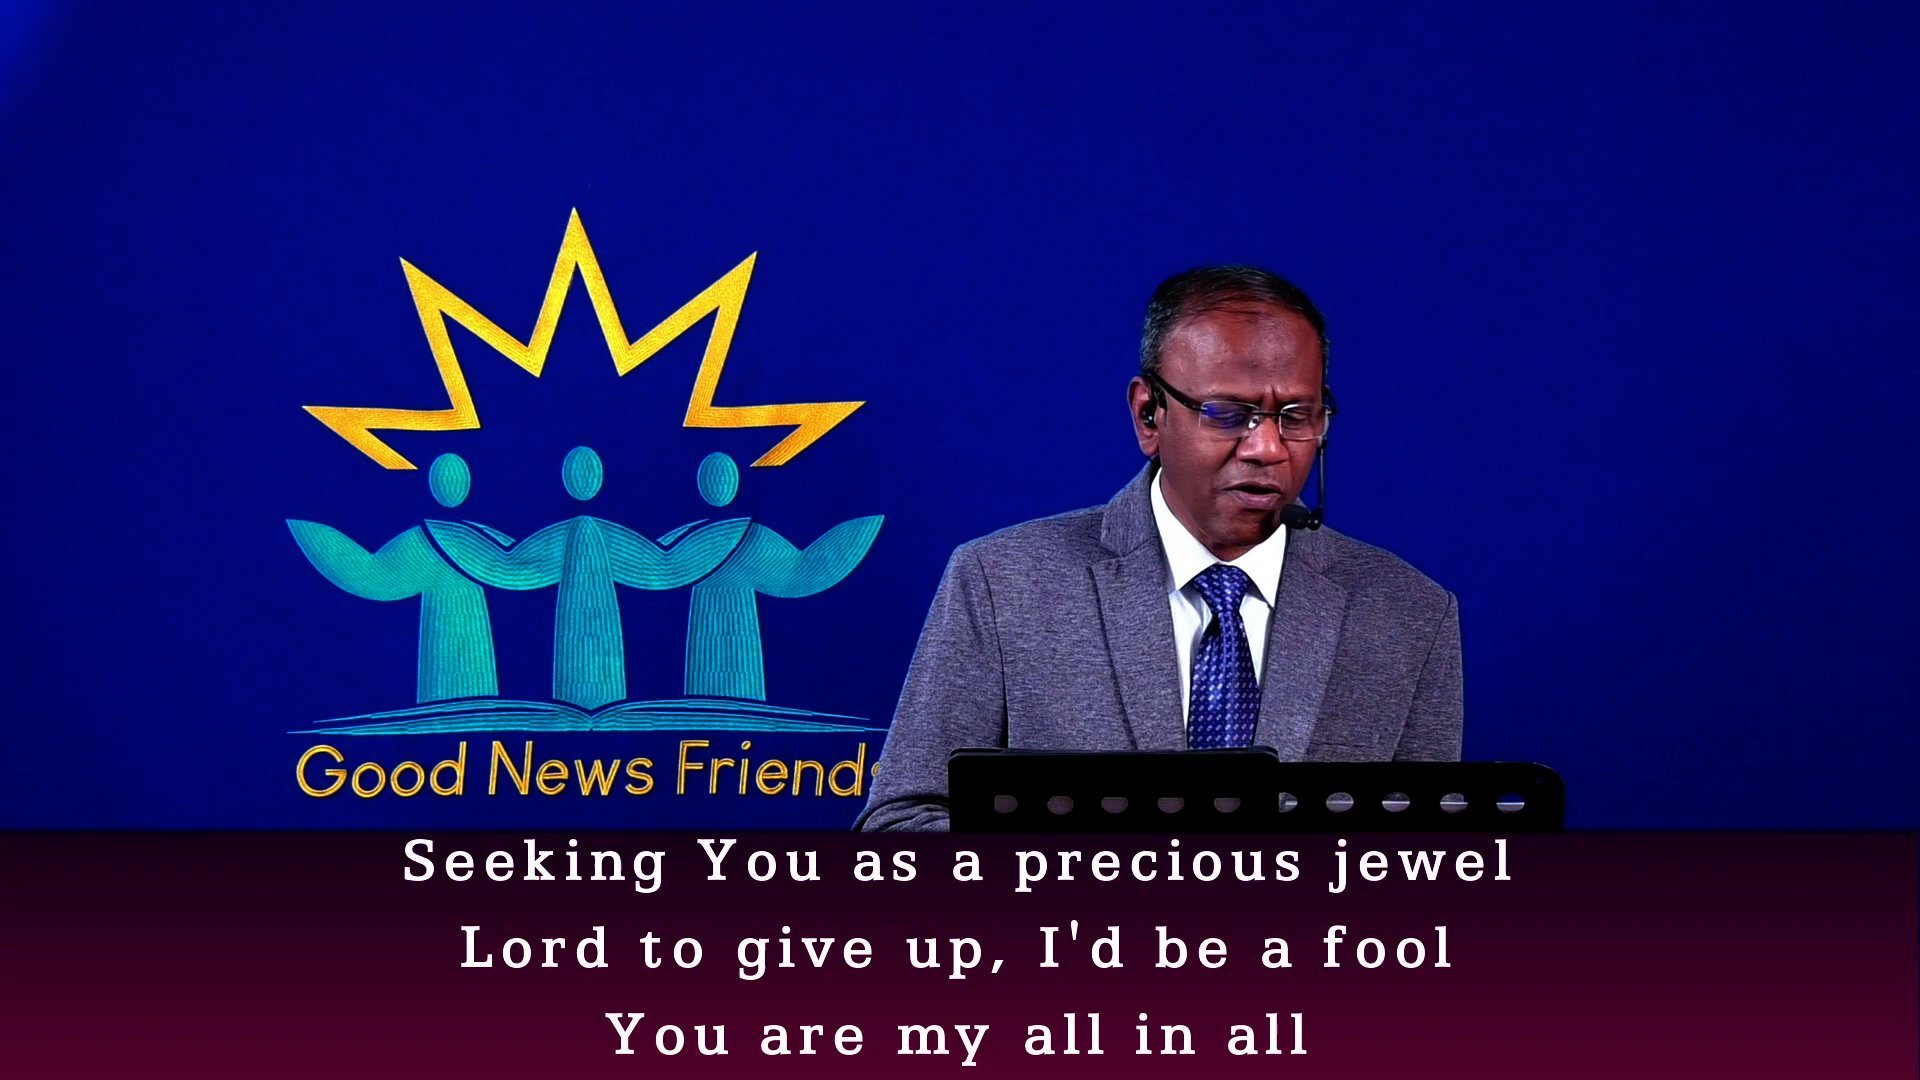 Good News Friends
Seeking You as a precious jewel
Lord to give up, I'd be a fool
You are my all in all